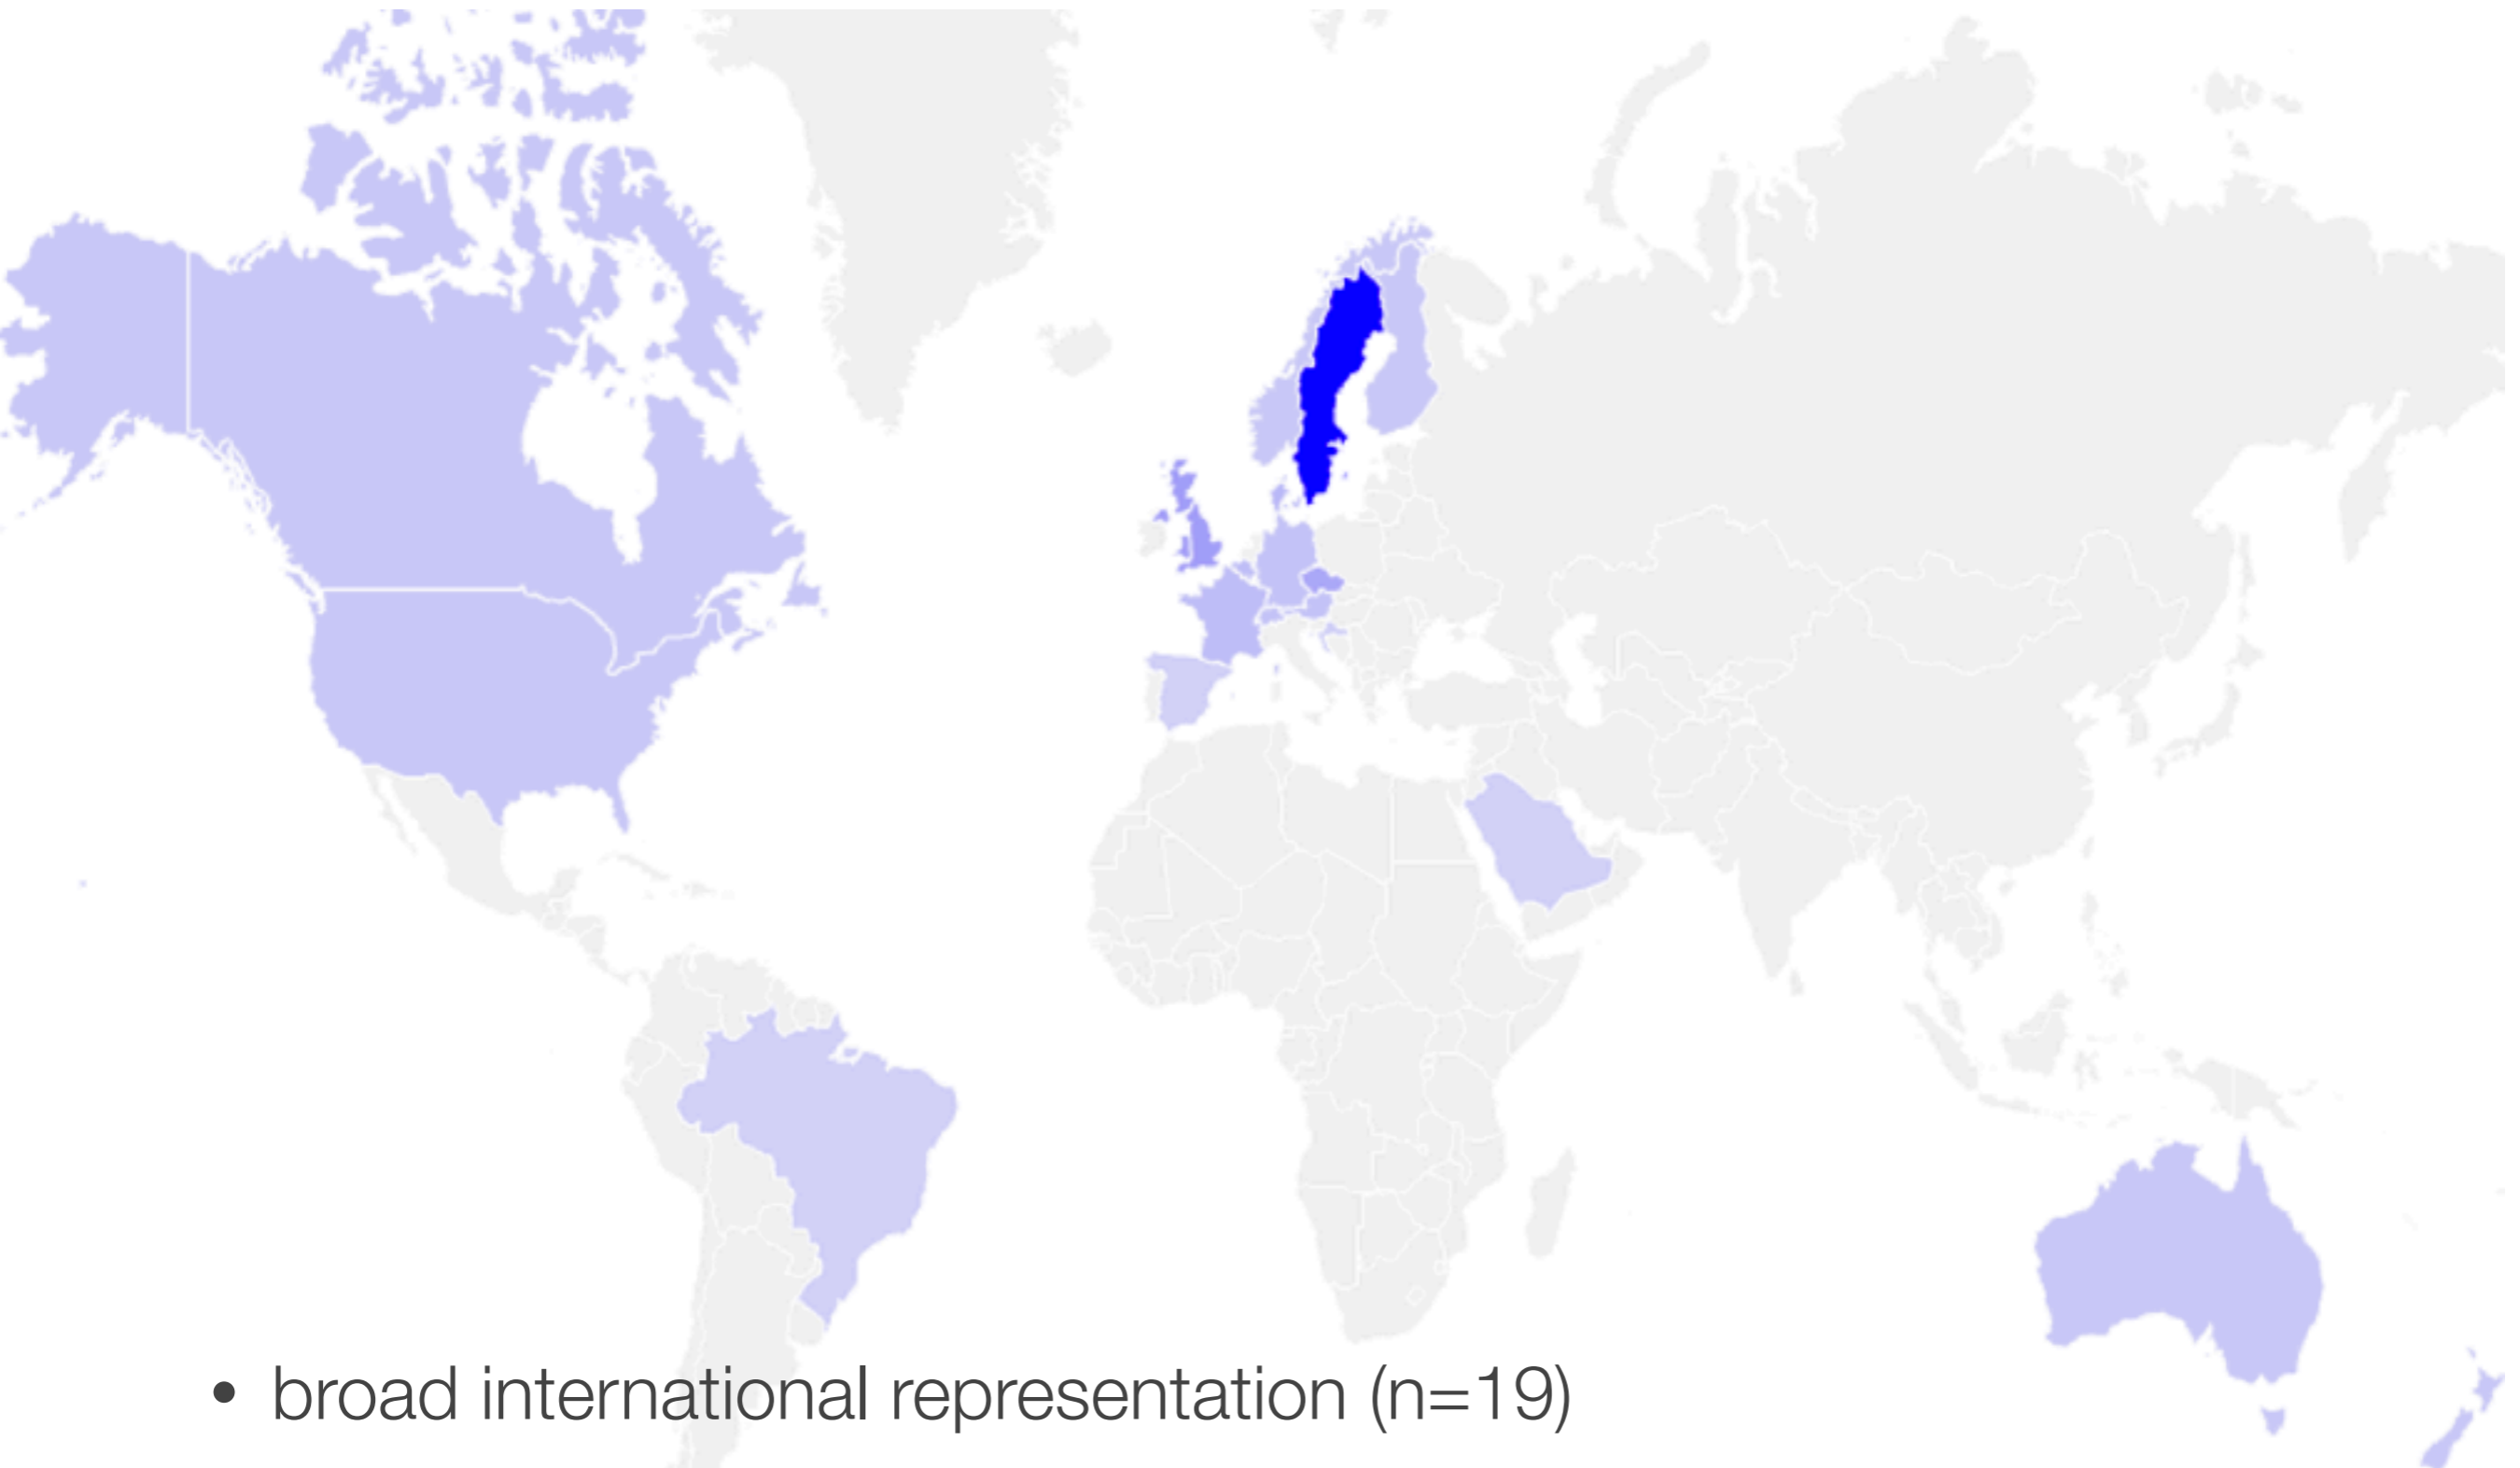 • broad international representation (n=19)